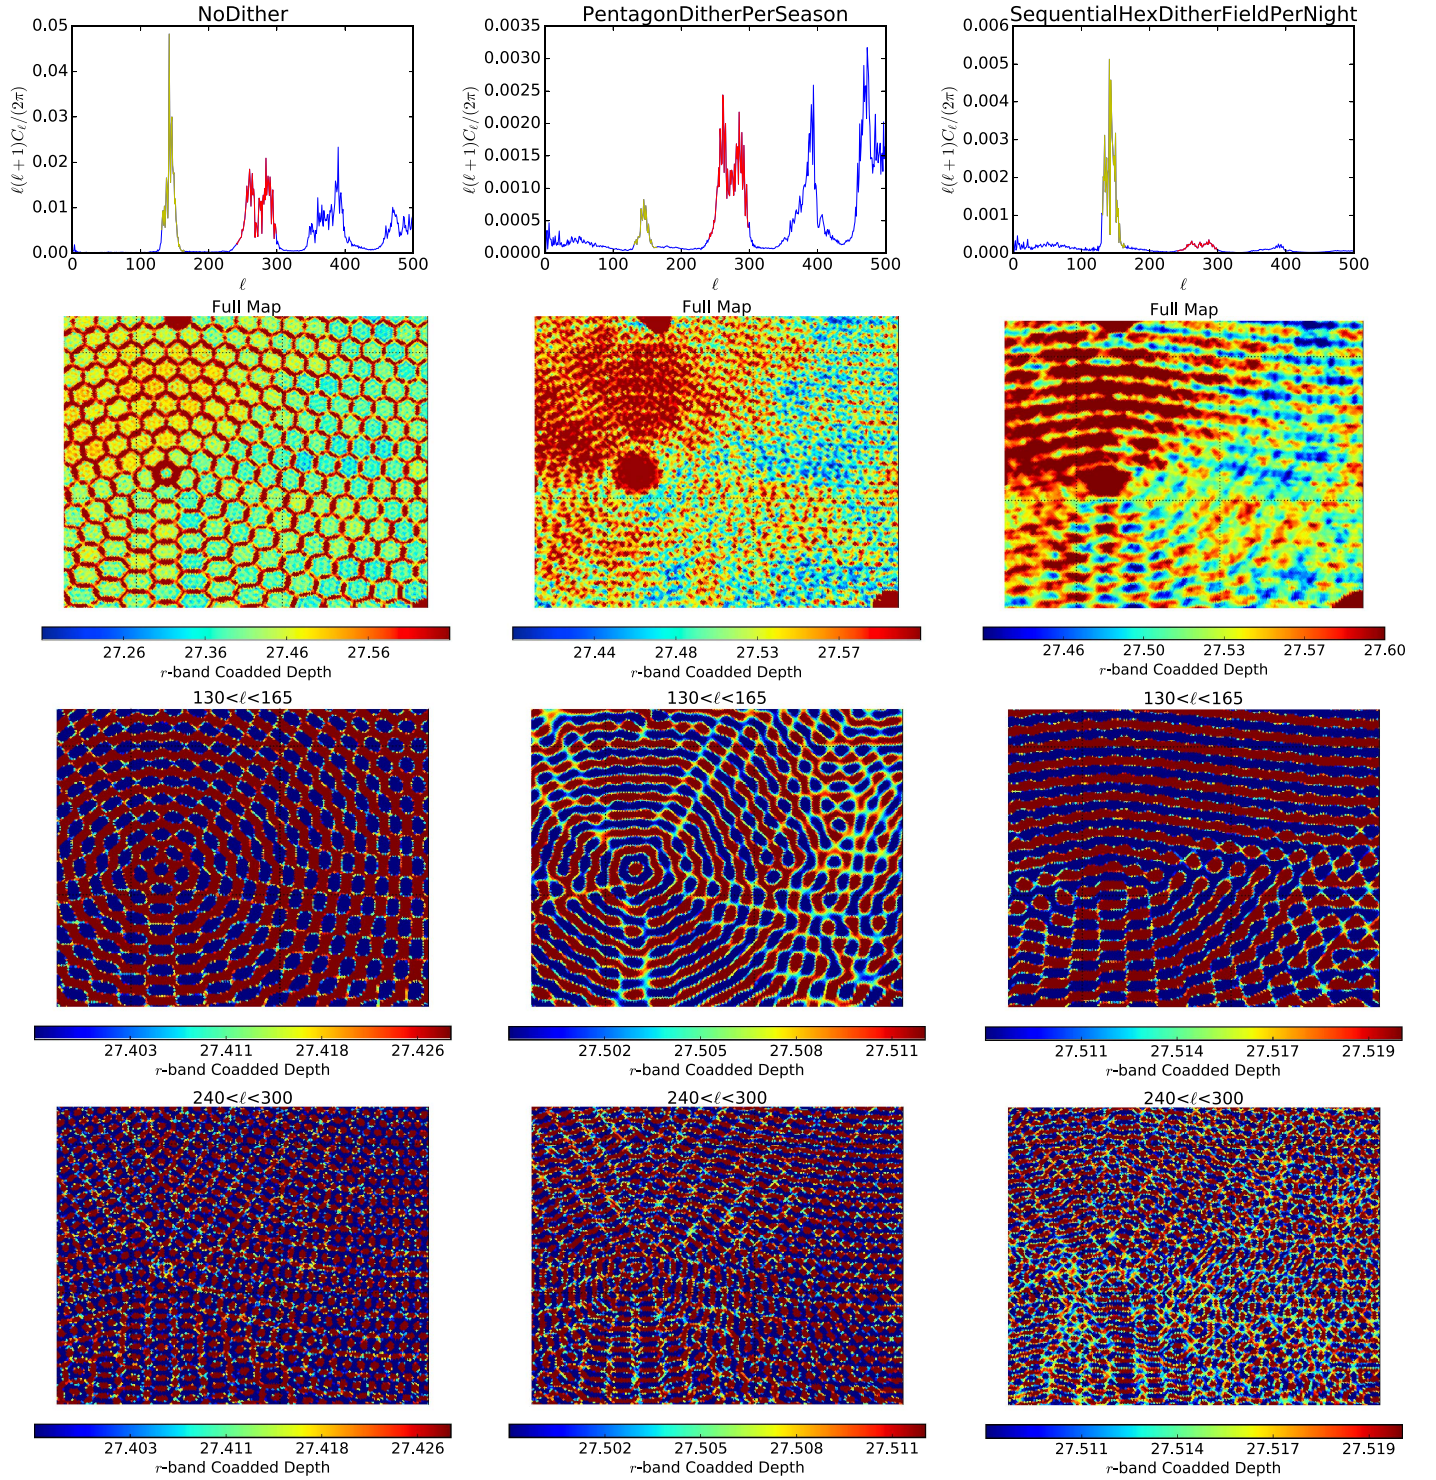 NoDither
PentagonDitherPerSeason
SequentialHexDitherFieldPerNight
0.05
0.04
0.03
0.02
0.01
0.00
ℓ(ℓ+1)C_ℓ/(2π)
0 100 200 300 400 500
ℓ
0.0035
0.0030
0.0025
0.0020
0.0015
0.0010
0.0005
0.0000
ℓ(ℓ+1)C_ℓ/(2π)
0 100 200 300 400 500
ℓ
0.006
0.005
0.004
0.003
0.002
0.001
0.000
ℓ(ℓ+1)C_ℓ/(2π)
0 100 200 300 400 500
ℓ
Full Map
Full Map
Full Map
27.26 27.36 27.46 27.56
r-band Coadded Depth
27.44 27.48 27.53 27.57
r-band Coadded Depth
27.46 27.50 27.53 27.57 27.60
r-band Coadded Depth
130<ℓ<165
130<ℓ<165
130<ℓ<165
27.403 27.411 27.418 27.426
r-band Coadded Depth
27.502 27.505 27.508 27.511
r-band Coadded Depth
27.511 27.514 27.517 27.519
r-band Coadded Depth
240<ℓ<300
240<ℓ<300
240<ℓ<300
27.403 27.411 27.418 27.426
r-band Coadded Depth
27.502 27.505 27.508 27.511
r-band Coadded Depth
27.511 27.514 27.517 27.519
r-band Coadded Depth